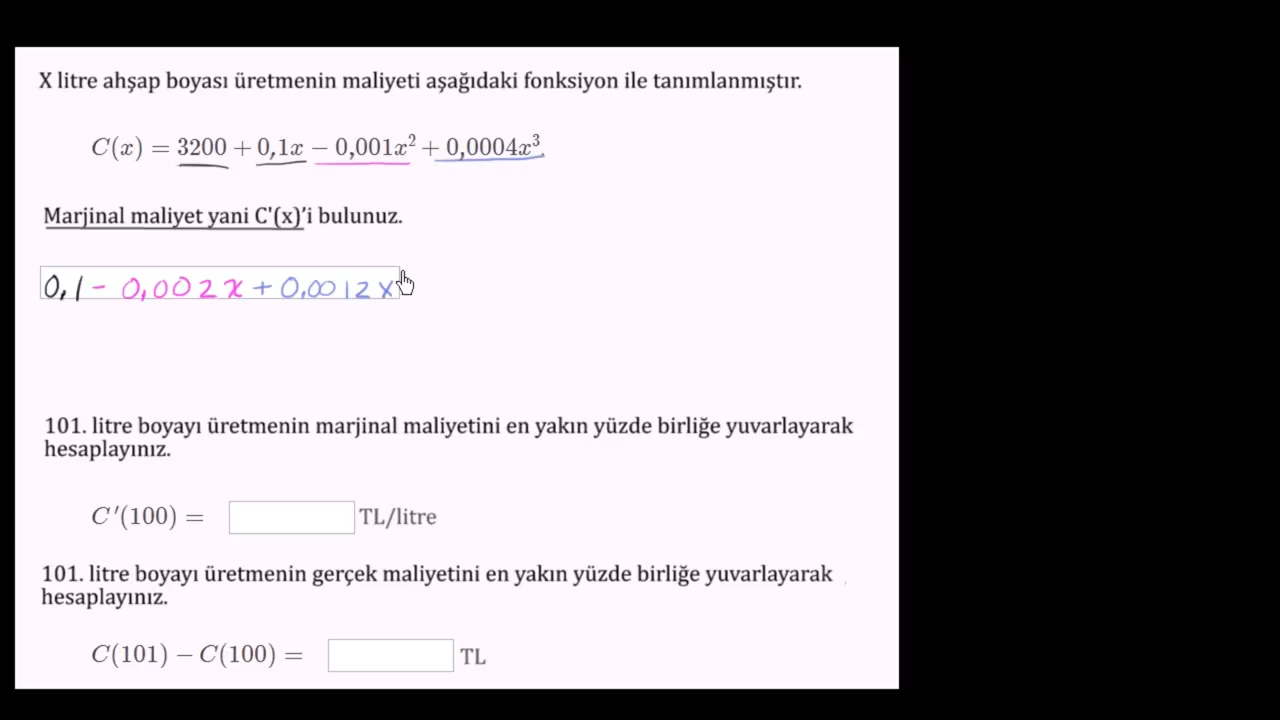 X litre ahşap boyası üretmenin maliyeti aşağıdaki fonksiyon ile tanımlanmıştır.
C(x) = 3200 + 0,1x − 0,001x² + 0,0004x³.
Marjinal maliyet yani C'(x)'i bulunuz.
0,1 - 0,002x + 0,0012x
101. litre boyayı üretmenin marjinal maliyetini en yakın yüzde birliğe yuvarlayarak
hesaplayınız.
C′(100) = TL/litre
101. litre boyayı üretmenin gerçek maliyetini en yakın yüzde birliğe yuvarlayarak
hesaplayınız.
C(101) − C(100) = TL